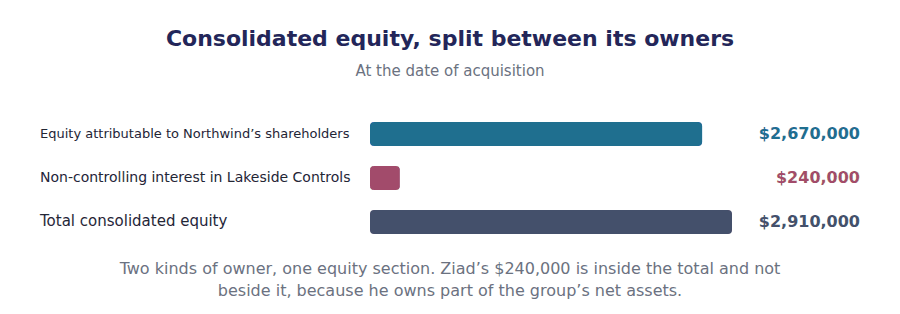 Consolidated equity, split between its owners
At the date of acquisition
Equity attributable to Northwind’s shareholders $2,670,000
Non-controlling interest in Lakeside Controls $240,000
Total consolidated equity $2,910,000
Two kinds of owner, one equity section. Ziad’s $240,000 is inside the total and not
beside it, because he owns part of the group’s net assets.